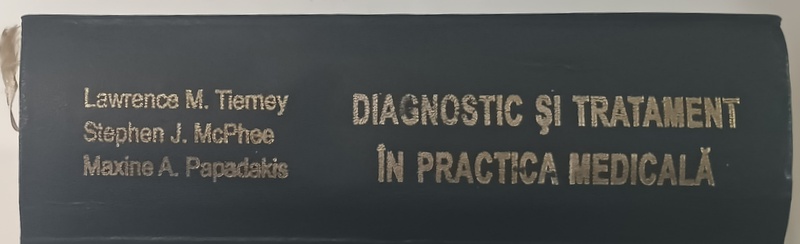 Lawrence M. Tierney
Stephen J. McPhee
Maxine A. Papadakis
DIAGNOSTIC ŞI TRATAMENT
ÎN PRACTICA MEDICALĂ